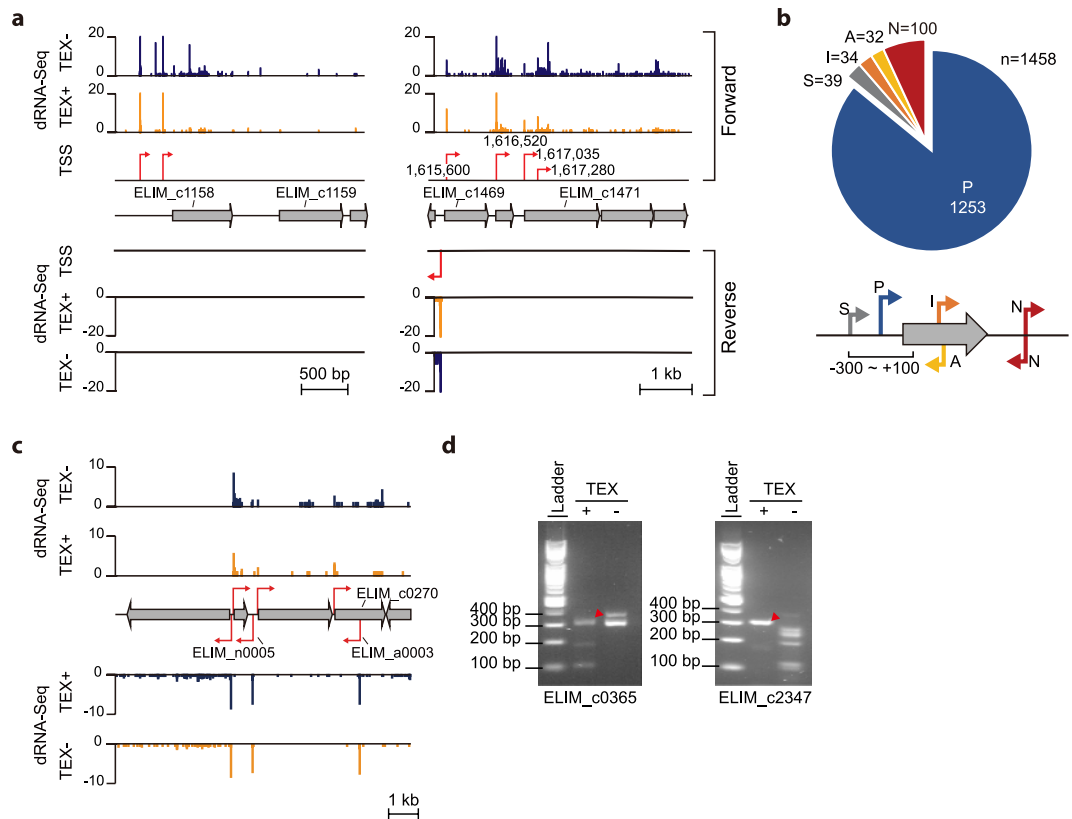 a
20
0
TEX-
20
0
TEX+
dRNA-Seq
TSS
1,615,600
1,616,520
1,617,035
1,617,280
Forward
ELIM_c1158
ELIM_c1159
ELIM_c1469
ELIM_c1471
TSS
0
-20
TEX+
0
-20
TEX-
dRNA-Seq
0
-20
0
-20
500 bp
1 kb
Reverse
b
N=100
A=32
I=34
S=39
n=1458
P
1253
S
P
I
N
A
N
-300 ~ +100
c
10
0
TEX-
10
0
TEX+
dRNA-Seq
ELIM_c0270
ELIM_n0005
ELIM_a0003
0
-10
TEX+
0
-10
TEX-
dRNA-Seq
1 kb
d
Ladder
TEX
+ -
400 bp
300 bp
200 bp
100 bp
ELIM_c0365
Ladder
TEX
+ -
400 bp
300 bp
200 bp
100 bp
ELIM_c2347